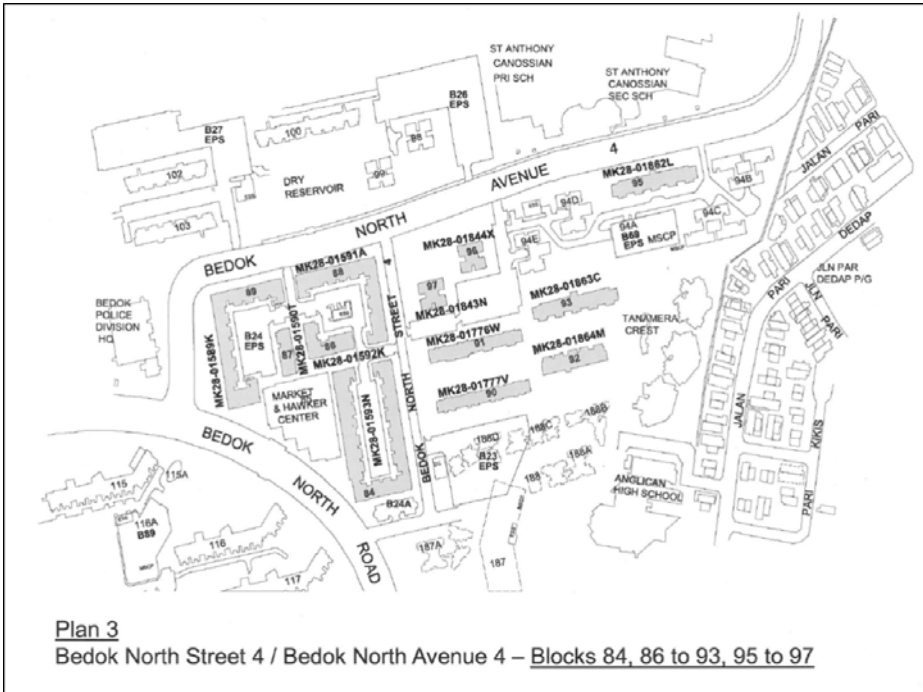 ST ANTHONY
CANOSSIAN
PRI SCH
ST ANTHONY
CANOSSIAN
SEC SCH
B26
EPS
B27
EPS
100
98
99
102
103
DRY
RESERVOIR
BEDOK NORTH AVENUE 4
MK28-01862L
95
94B
94D
94E
94A
B69
EPS
MSCP
94C
JALAN PARI DEDAP
JLN PAR
DEDAP P/G
JLN PARI
MK28-01591A
88
MK28-01844X
96
97
MK28-01843N
MK28-01863C
93
TANAMERA
CREST
BEDOK
POLICE
DIVISION
HQ
89
B24
EPS
MK28-01589K
87
MK28-01590T
86
MK28-01592K
MK28-01776W
91
MK28-01864M
92
MK28-01777V
90
BEDOK NORTH STREET 4
MARKET
& HAWKER
CENTER
MK28-01593N
84
B24A
188D
188C
188B
B23
EPS
188
188A
MSCP
187A
187
ANGLICAN
HIGH SCHOOL
JALAN PARI KIKIS
BEDOK NORTH ROAD
115
115A
116A
B89
MSCP
116
117
Plan 3
Bedok North Street 4 / Bedok North Avenue 4 – Blocks 84, 86 to 93, 95 to 97